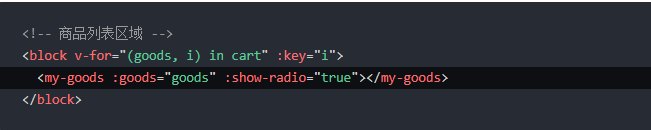 <!-- 商品列表区域 -->
<block v-for="(goods, i) in cart" :key="i">
  <my-goods :goods="goods" :show-radio="true"></my-goods>
</block>